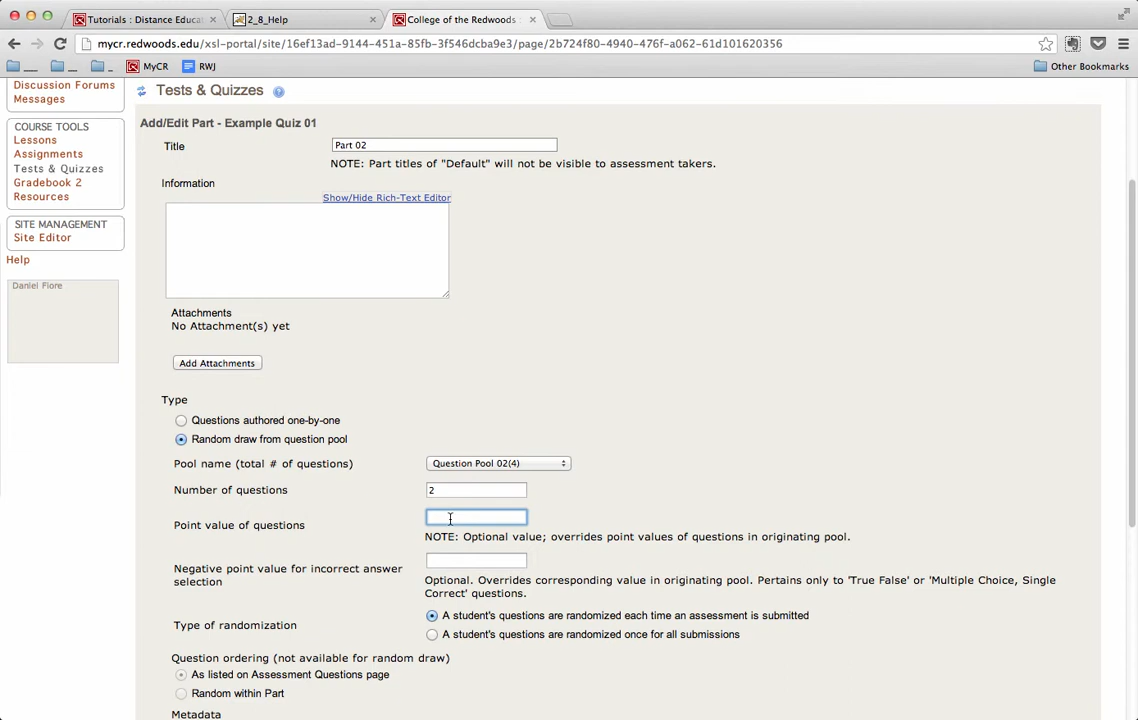 Tutorials : Distance Educat
2_8_Help
College of the Redwoods :
mycr.redwoods.edu/xsl-portal/site/16ef13ad-9144-451a-85fb-3f546dcba9e3/page/2b724f80-4940-476f-a062-61d101620356
MyCR
RWJ
Other Bookmarks
Discussion Forums
Messages
COURSE TOOLS
Lessons
Assignments
Tests & Quizzes
Gradebook 2
Resources
SITE MANAGEMENT
Site Editor
Help
Daniel Fiore
Tests & Quizzes
Add/Edit Part - Example Quiz 01
Title
Part 02
NOTE: Part titles of "Default" will not be visible to assessment takers.
Information
Show/Hide Rich-Text Editor
Attachments
No Attachment(s) yet
Add Attachments
Type
Questions authored one-by-one
Random draw from question pool
Pool name (total # of questions)
Question Pool 02(4)
Number of questions
2
Point value of questions
NOTE: Optional value; overrides point values of questions in originating pool.
Negative point value for incorrect answer
selection
Optional. Overrides corresponding value in originating pool. Pertains only to 'True False' or 'Multiple Choice, Single
Correct' questions.
Type of randomization
A student's questions are randomized each time an assessment is submitted
A student's questions are randomized once for all submissions
Question ordering (not available for random draw)
As listed on Assessment Questions page
Random within Part
Metadata